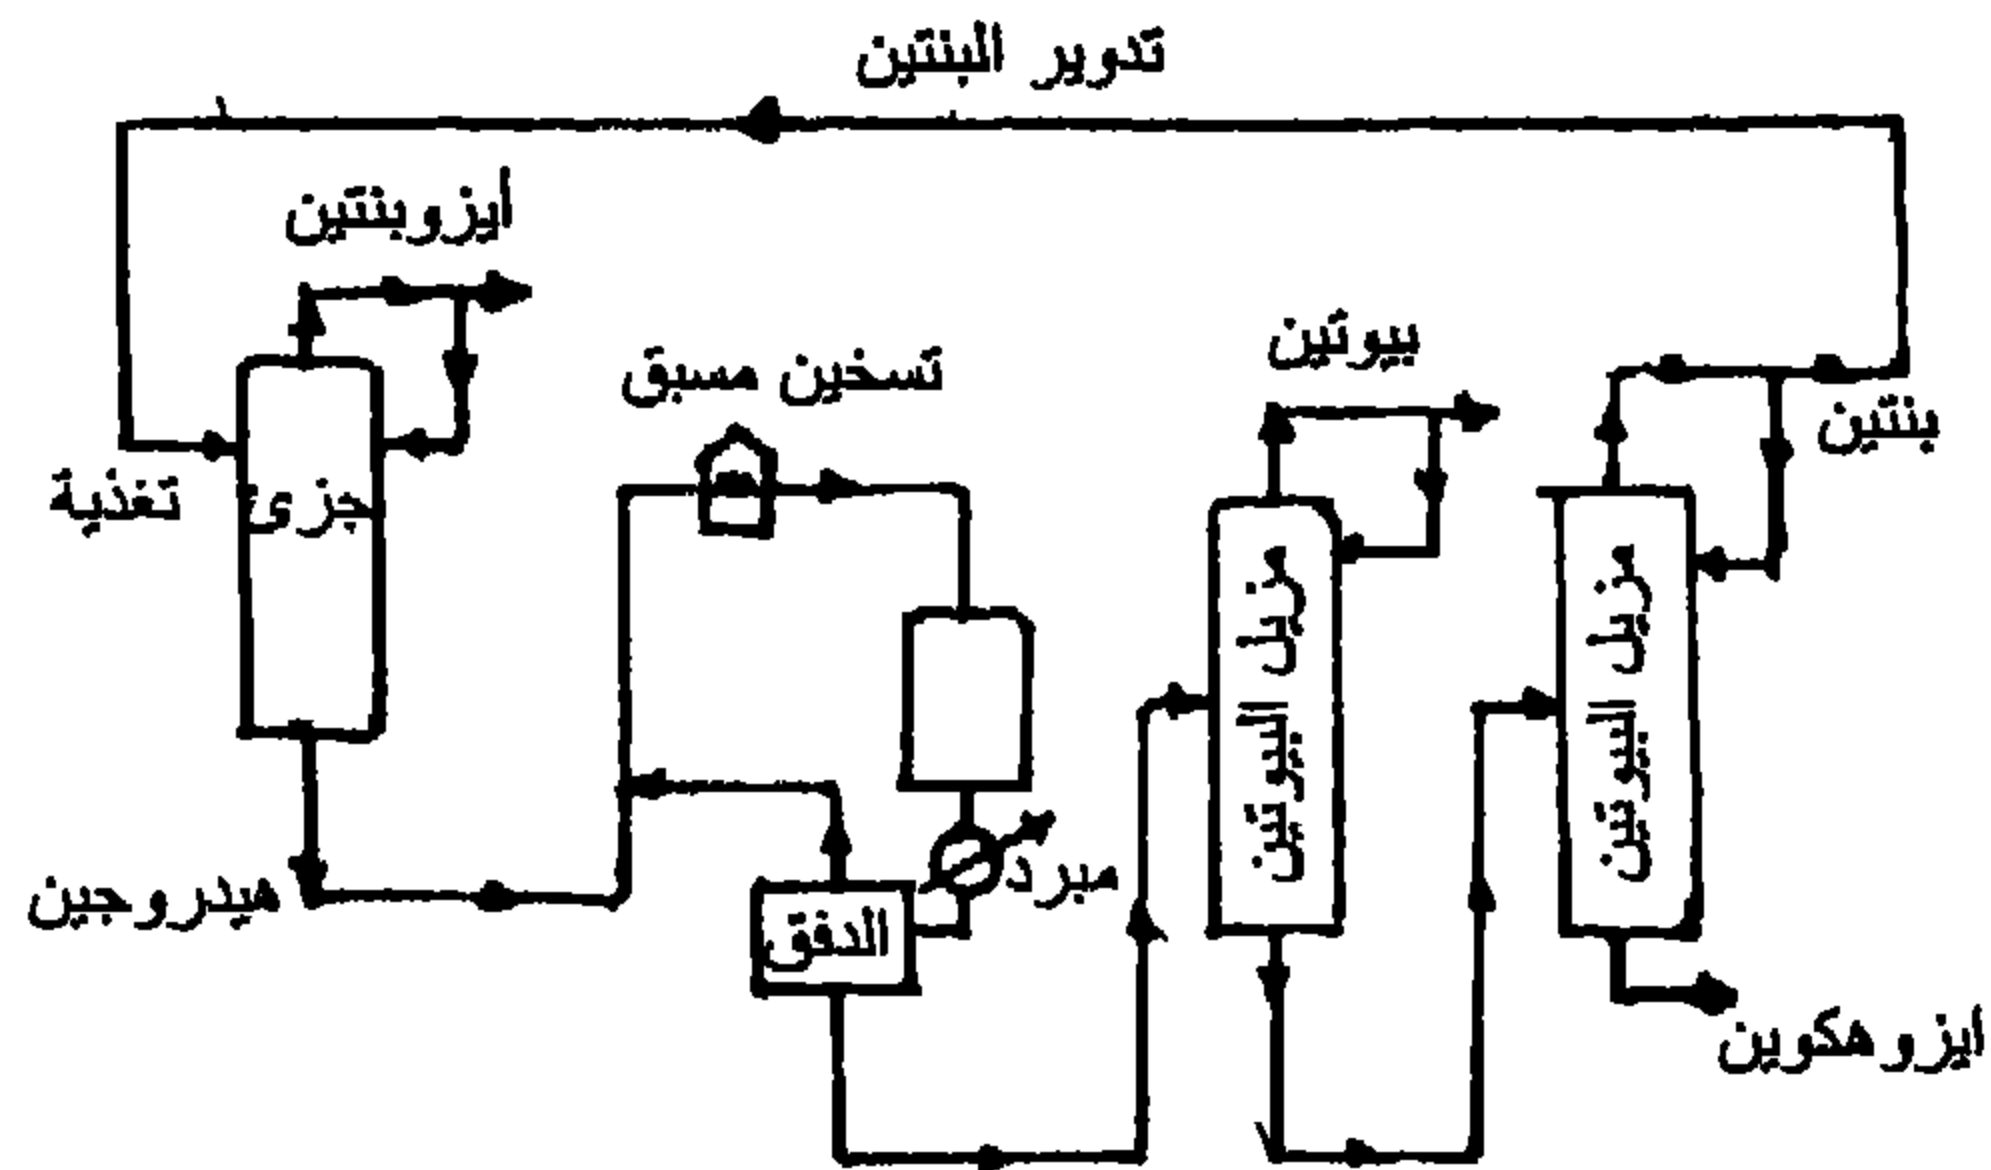 تدوير البنتين
ايزوبنتين
تسخين مسبق
بيوتين
بنتين
تغذية
جزئ
مزيل البيوتين
مزيل البيوتين
هيدروجين
الدفق
مبرد
ايزوهكوين